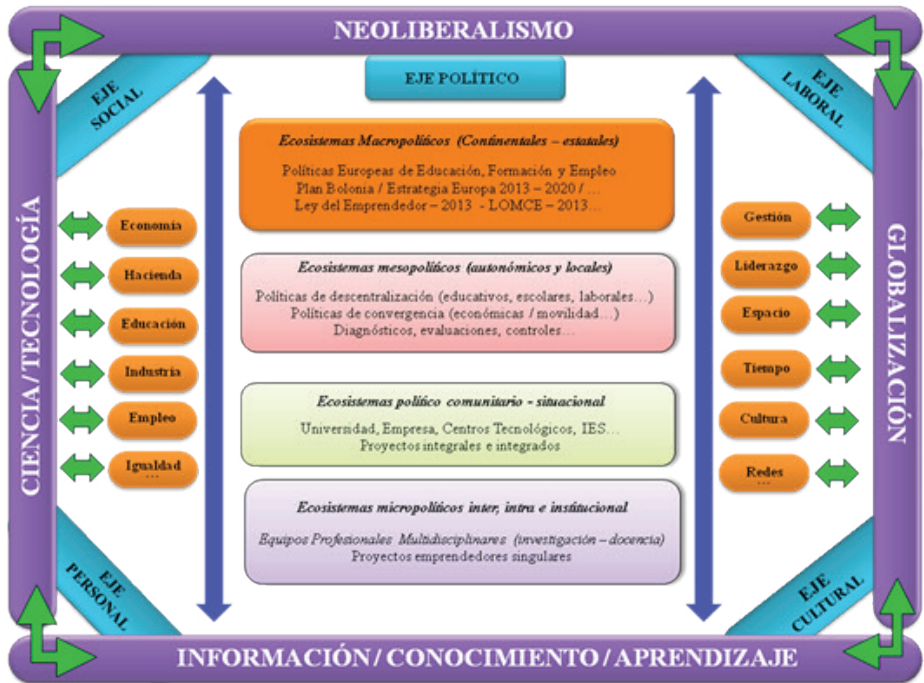 NEOLIBERALISMO
EJE POLÍTICO
EJE
SOCIAL
EJE
LABORAL
CIENCIA / TECNOLOGÍA
Economía
Hacienda
Educación
Industria
Empleo
Igualdad
...
Ecosistemas Macropolíticos (Continentales – estatales)
Políticas Europeas de Educación, Formación y Empleo
Plan Bolonia / Estrategia Europa 2013 – 2020 / ...
Ley del Emprendedor – 2013 - LOMCE – 2013...
Ecosistemas mesopolíticos (autonómicos y locales)
Políticas de descentralización (educativos, escolares, laborales...)
Políticas de convergencia (económicas / movilidad...)
Diagnósticos, evaluaciones, controles...
Ecosistemas político comunitario - situacional
Universidad, Empresa, Centros Tecnológicos, IES...
Proyectos integrales e integrados
Ecosistemas micropolíticos inter, intra e institucional
Equipos Profesionales Multidisciplinares (investigación – docencia)
Proyectos emprendedores singulares
Gestión
Liderazgo
Espacio
Tiempo
Cultura
Redes
...
GLOBALIZACIÓN
EJE
PERSONAL
EJE
CULTURAL
INFORMACIÓN / CONOCIMIENTO / APRENDIZAJE